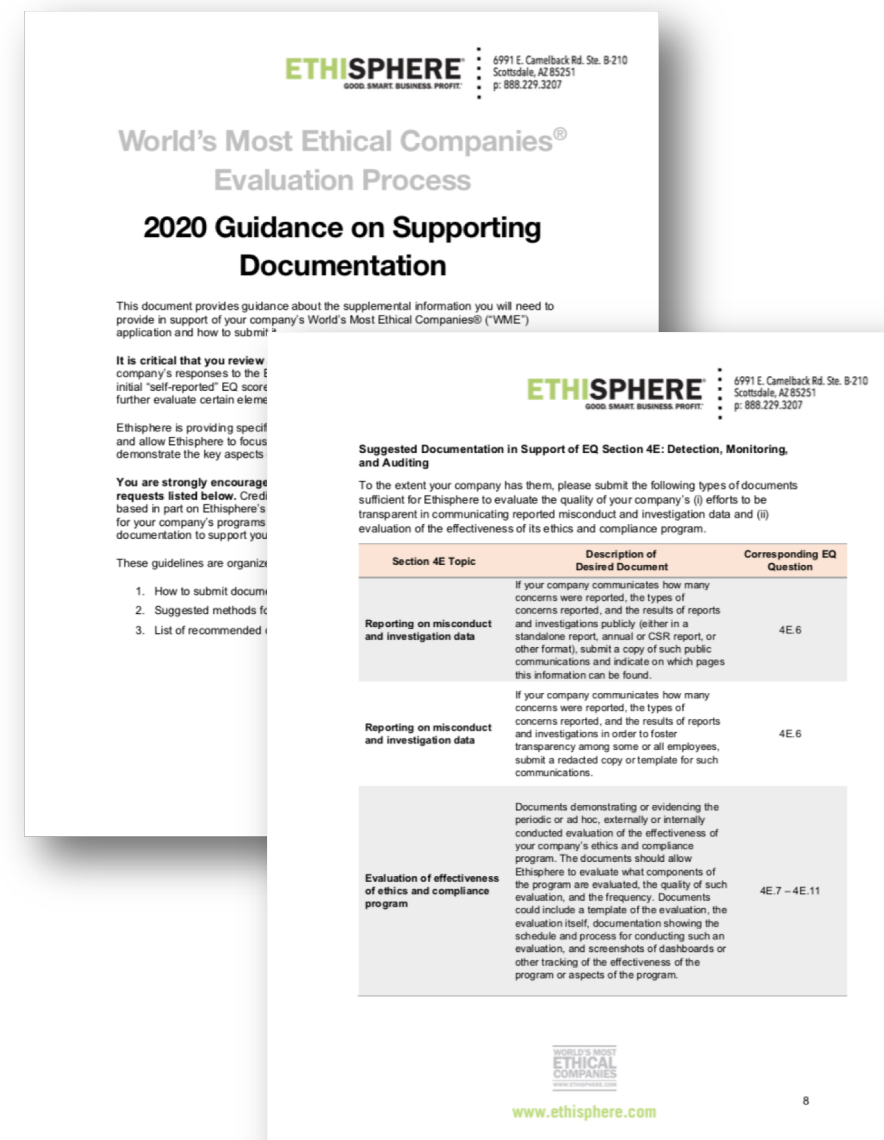 ETHISPHERE
GOOD. SMART. BUSINESS. PROFIT.®
6991 E. Camelback Rd. Ste. B-210
Scottsdale, AZ 85251
p: 888.229.3207
World's Most Ethical Companies®
Evaluation Process
2020 Guidance on Supporting
Documentation
This document provides guidance about the supplemental information you will need to
provide in support of your company's World's Most Ethical Companies® ("WME")
application and how to submit
It is critical that you review
company's responses to the
initial "self-reported" EQ score
further evaluate certain
Ethisphere is providing
and allow Ethisphere to focus
demonstrate the key aspects
You are strongly
requests listed below.
based in part on Ethisphere's
for your company's programs
documentation to support
These guidelines are
1. How to submit
2. Suggested methods
3. List of recommended
ETHISPHERE
GOOD. SMART. BUSINESS. PROFIT.®
6991 E. Camelback Rd. Ste. B-210
Scottsdale, AZ 85251
p: 888.229.3207
Suggested Documentation in Support of EQ Section 4E: Detection, Monitoring,
and Auditing
To the extent your company has them, please submit the following types of documents
sufficient for Ethisphere to evaluate the quality of your company's (i) efforts to be
transparent in communicating reported misconduct and investigation data and (ii)
evaluation of the effectiveness of its ethics and compliance program.
Section 4E Topic
Description of
Desired Document
Corresponding EQ
Question
Reporting on misconduct
and investigation data
If your company communicates how many
concerns were reported, the types of
concerns reported, and the results of reports
and investigations publicly (either in a
standalone report, annual or CSR report, or
other format), submit a copy of such public
communications and indicate on which pages
this information can be found.
4E.6
Reporting on misconduct
and investigation data
If your company communicates how many
concerns were reported, the types of
concerns reported, and the results of reports
and investigations in order to foster
transparency among some or all employees,
submit a redacted copy or template for such
communications.
4E.6
Evaluation of effectiveness
of ethics and compliance
program
Documents demonstrating or evidencing the
periodic or ad hoc, externally or internally
conducted evaluation of the effectiveness of
your company's ethics and compliance
program. The documents should allow
Ethisphere to evaluate what components of
the program are evaluated, the quality of such
evaluation, and the frequency. Documents
could include a template of the evaluation, the
evaluation itself, documentation showing the
schedule and process for conducting such an
evaluation, and screenshots of dashboards or
other tracking of the effectiveness of the
program or aspects of the program.
4E.7 – 4E.11
WORLD'S MOST
ETHICAL
COMPANIES
WWW.ETHISPHERE.COM
www.ethisphere.com
8